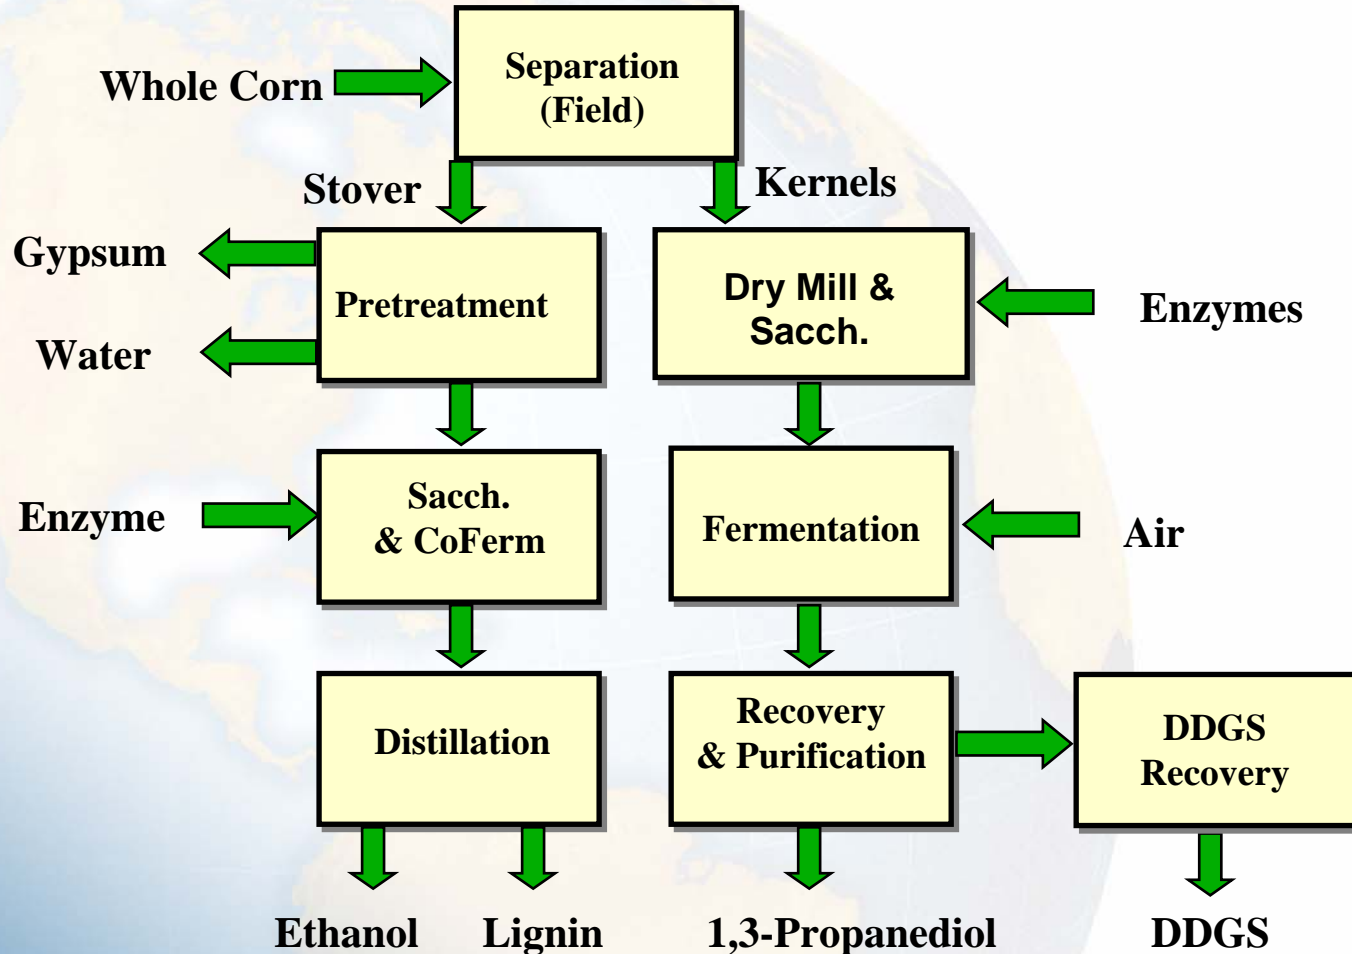 Whole Corn
Separation
(Field)
Stover
Kernels
Gypsum
Pretreatment
Water
Dry Mill &
Sacch.
Enzymes
Enzyme
Sacch.
& CoFerm
Fermentation
Air
Distillation
Recovery
& Purification
DDGS
Recovery
Ethanol
Lignin
1,3-Propanediol
DDGS